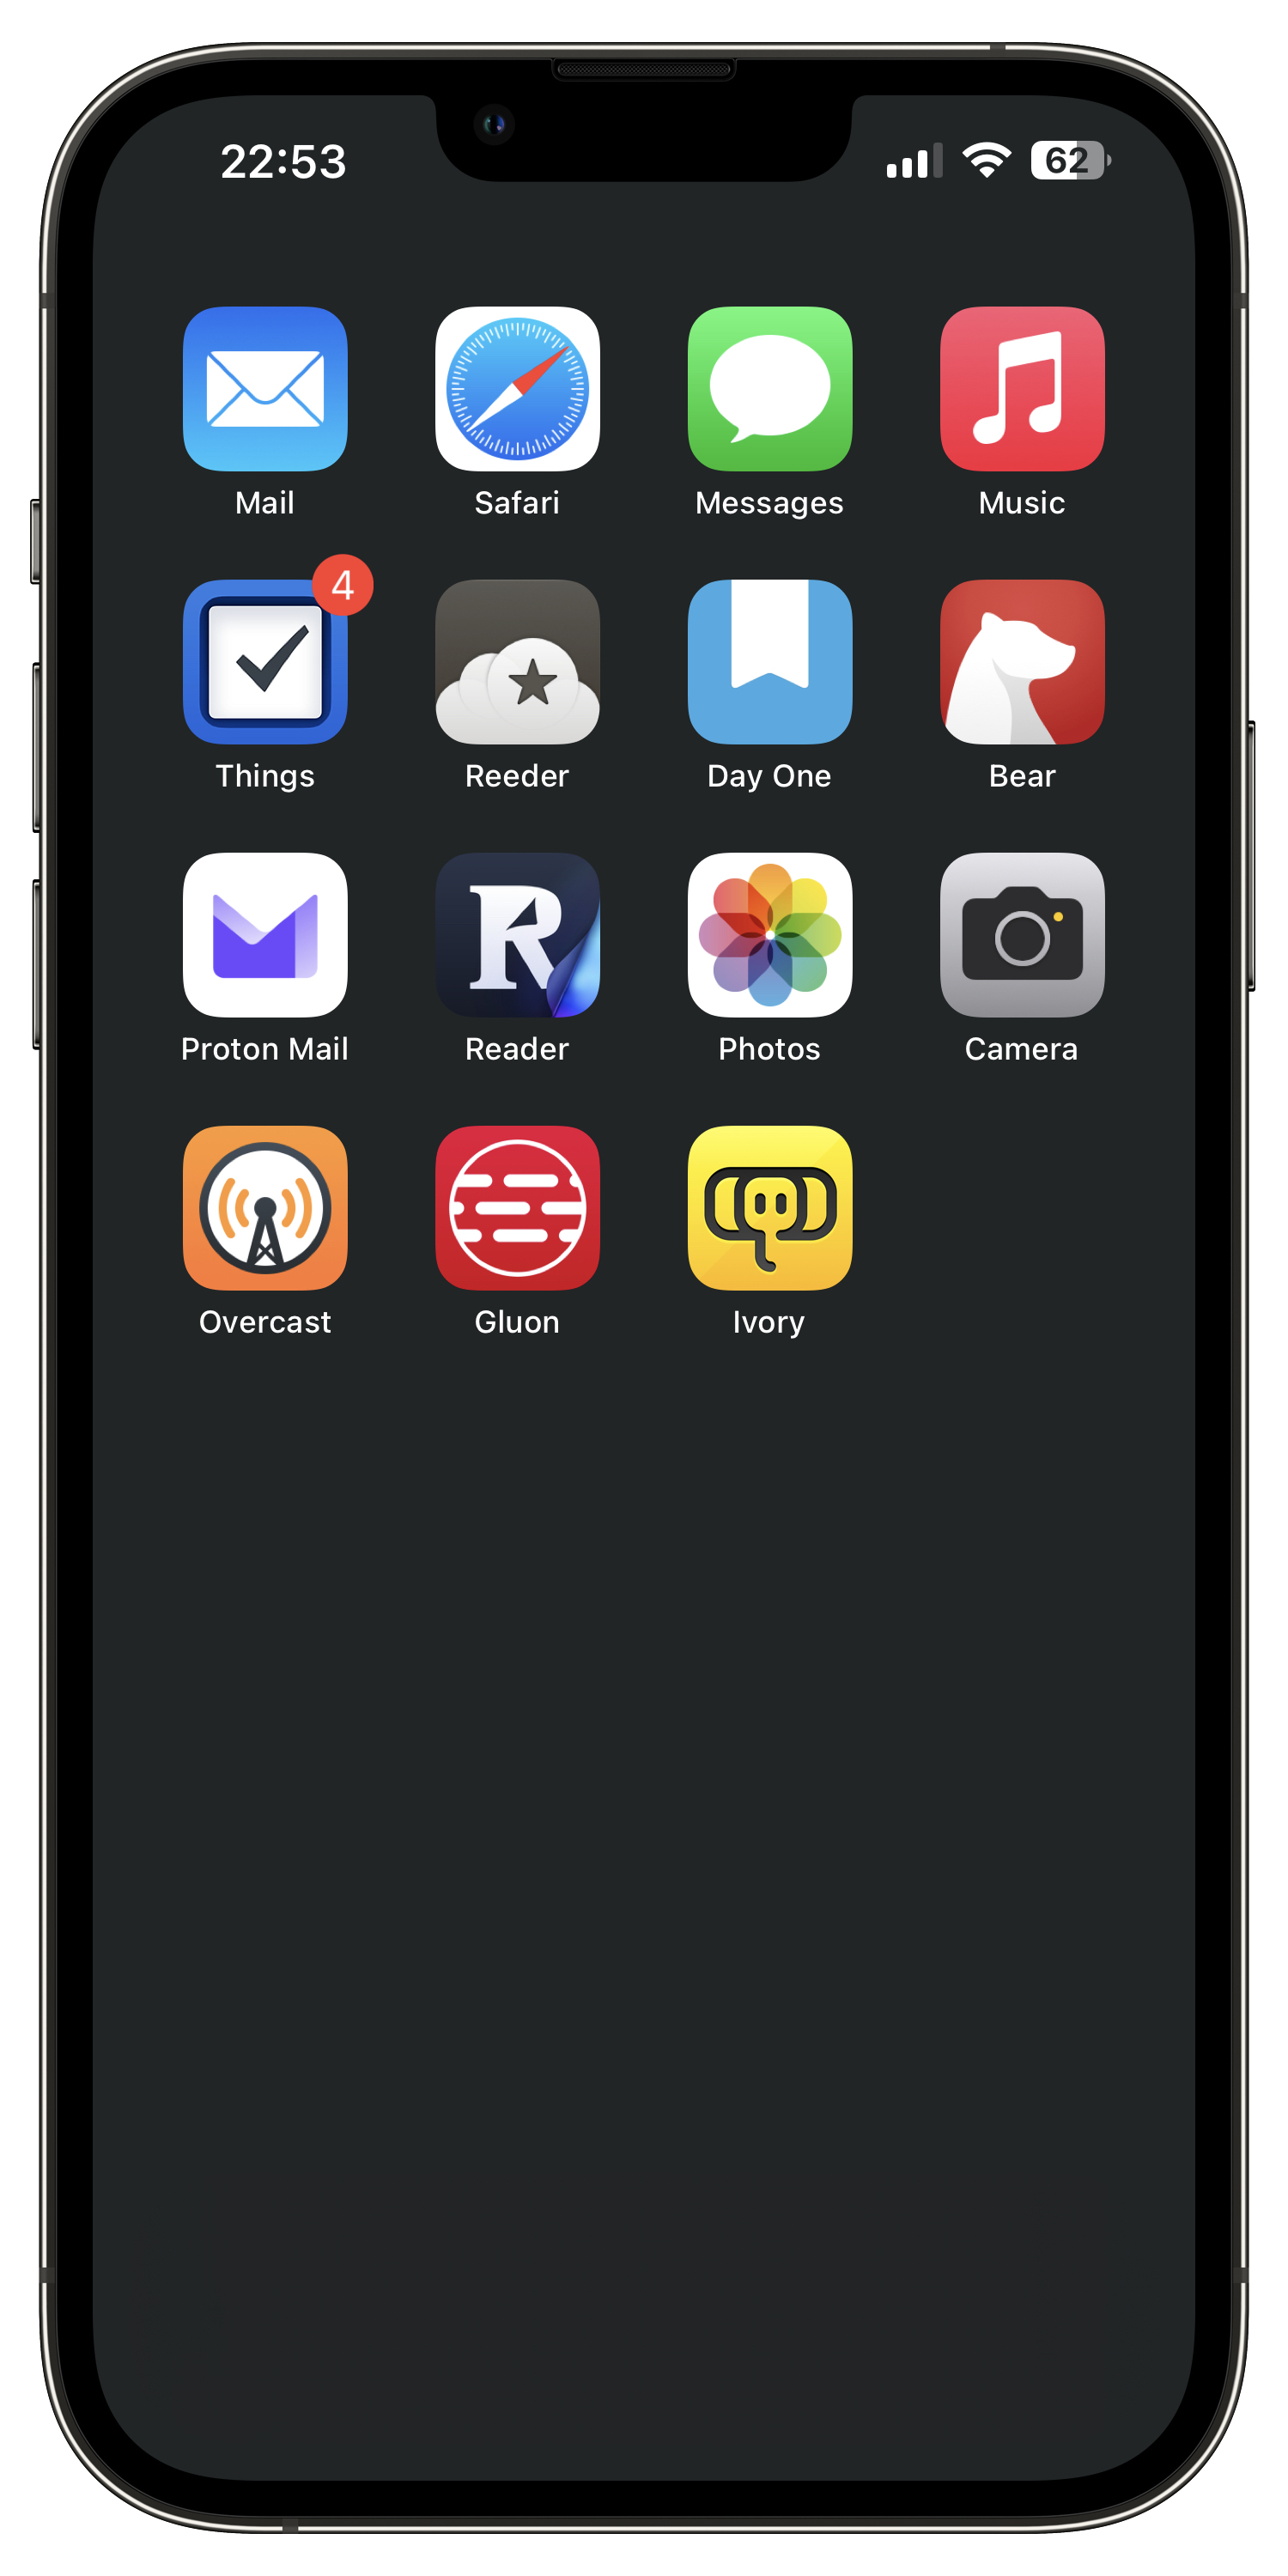 22:53 62
Mail Safari Messages Music
4
Things Reeder Day One Bear
R
Proton Mail Reader Photos Camera
Overcast Gluon Ivory